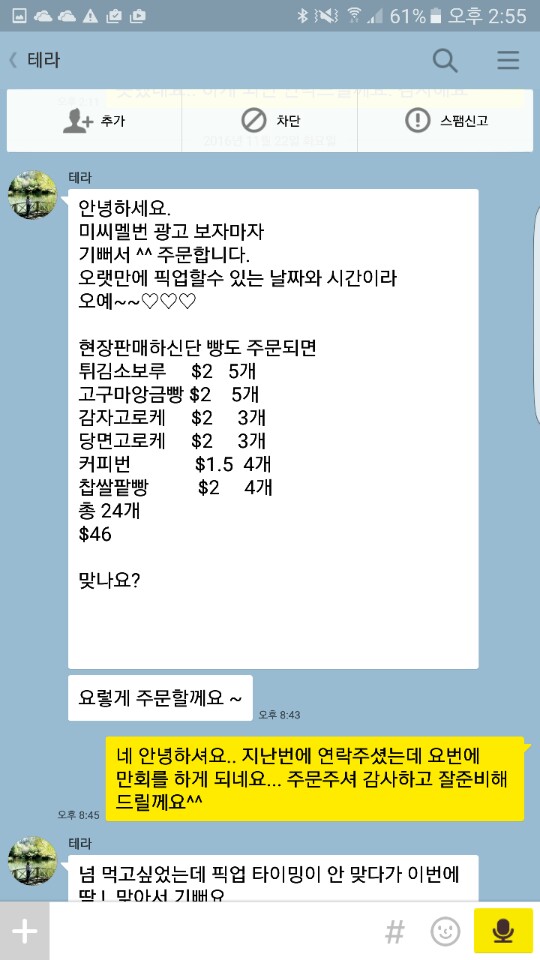 61% 오후 2:55
테라
추가 차단 스팸신고
테라
안녕하세요.
미씨멜번 광고 보자마자
기뻐서 ^^ 주문합니다.
오랫만에 픽업할수 있는 날짜와 시간이라
오예~~♡♡♡
현장판매하신단 빵도 주문되면
튀김소보루 $2 5개
고구마앙금빵 $2 5개
감자고로케 $2 3개
당면고로케 $2 3개
커피번 $1.5 4개
찹쌀팥빵 $2 4개
총 24개
$46
맞나요?
요렇게 주문할께요 ~
오후 8:43
네 안녕하셔요.. 지난번에 연락주셨는데 요번에
만회를 하게 되네요... 주문주셔 감사하고 잘준비해
드릴께요^^
오후 8:45
테라
넘 먹고싶었는데 픽업 타이밍이 안 맞다가 이번에
맞아서 기뻐요
#